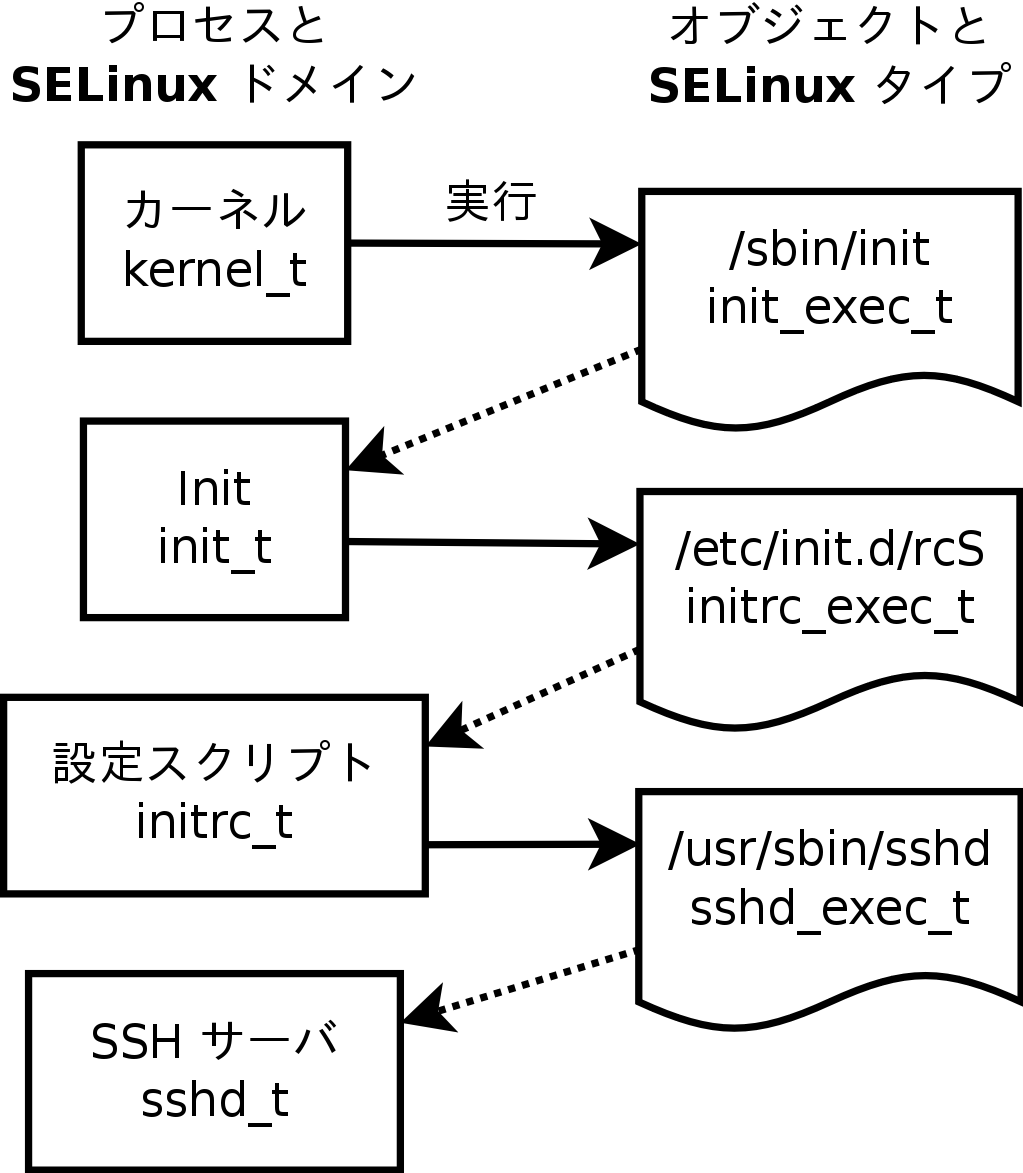 プロセスと
SELinux ドメイン
オブジェクトと
SELinux タイプ
カーネル
kernel_t
実行
/sbin/init
init_exec_t
Init
init_t
/etc/init.d/rcS
initrc_exec_t
設定スクリプト
initrc_t
/usr/sbin/sshd
sshd_exec_t
SSH サーバ
sshd_t